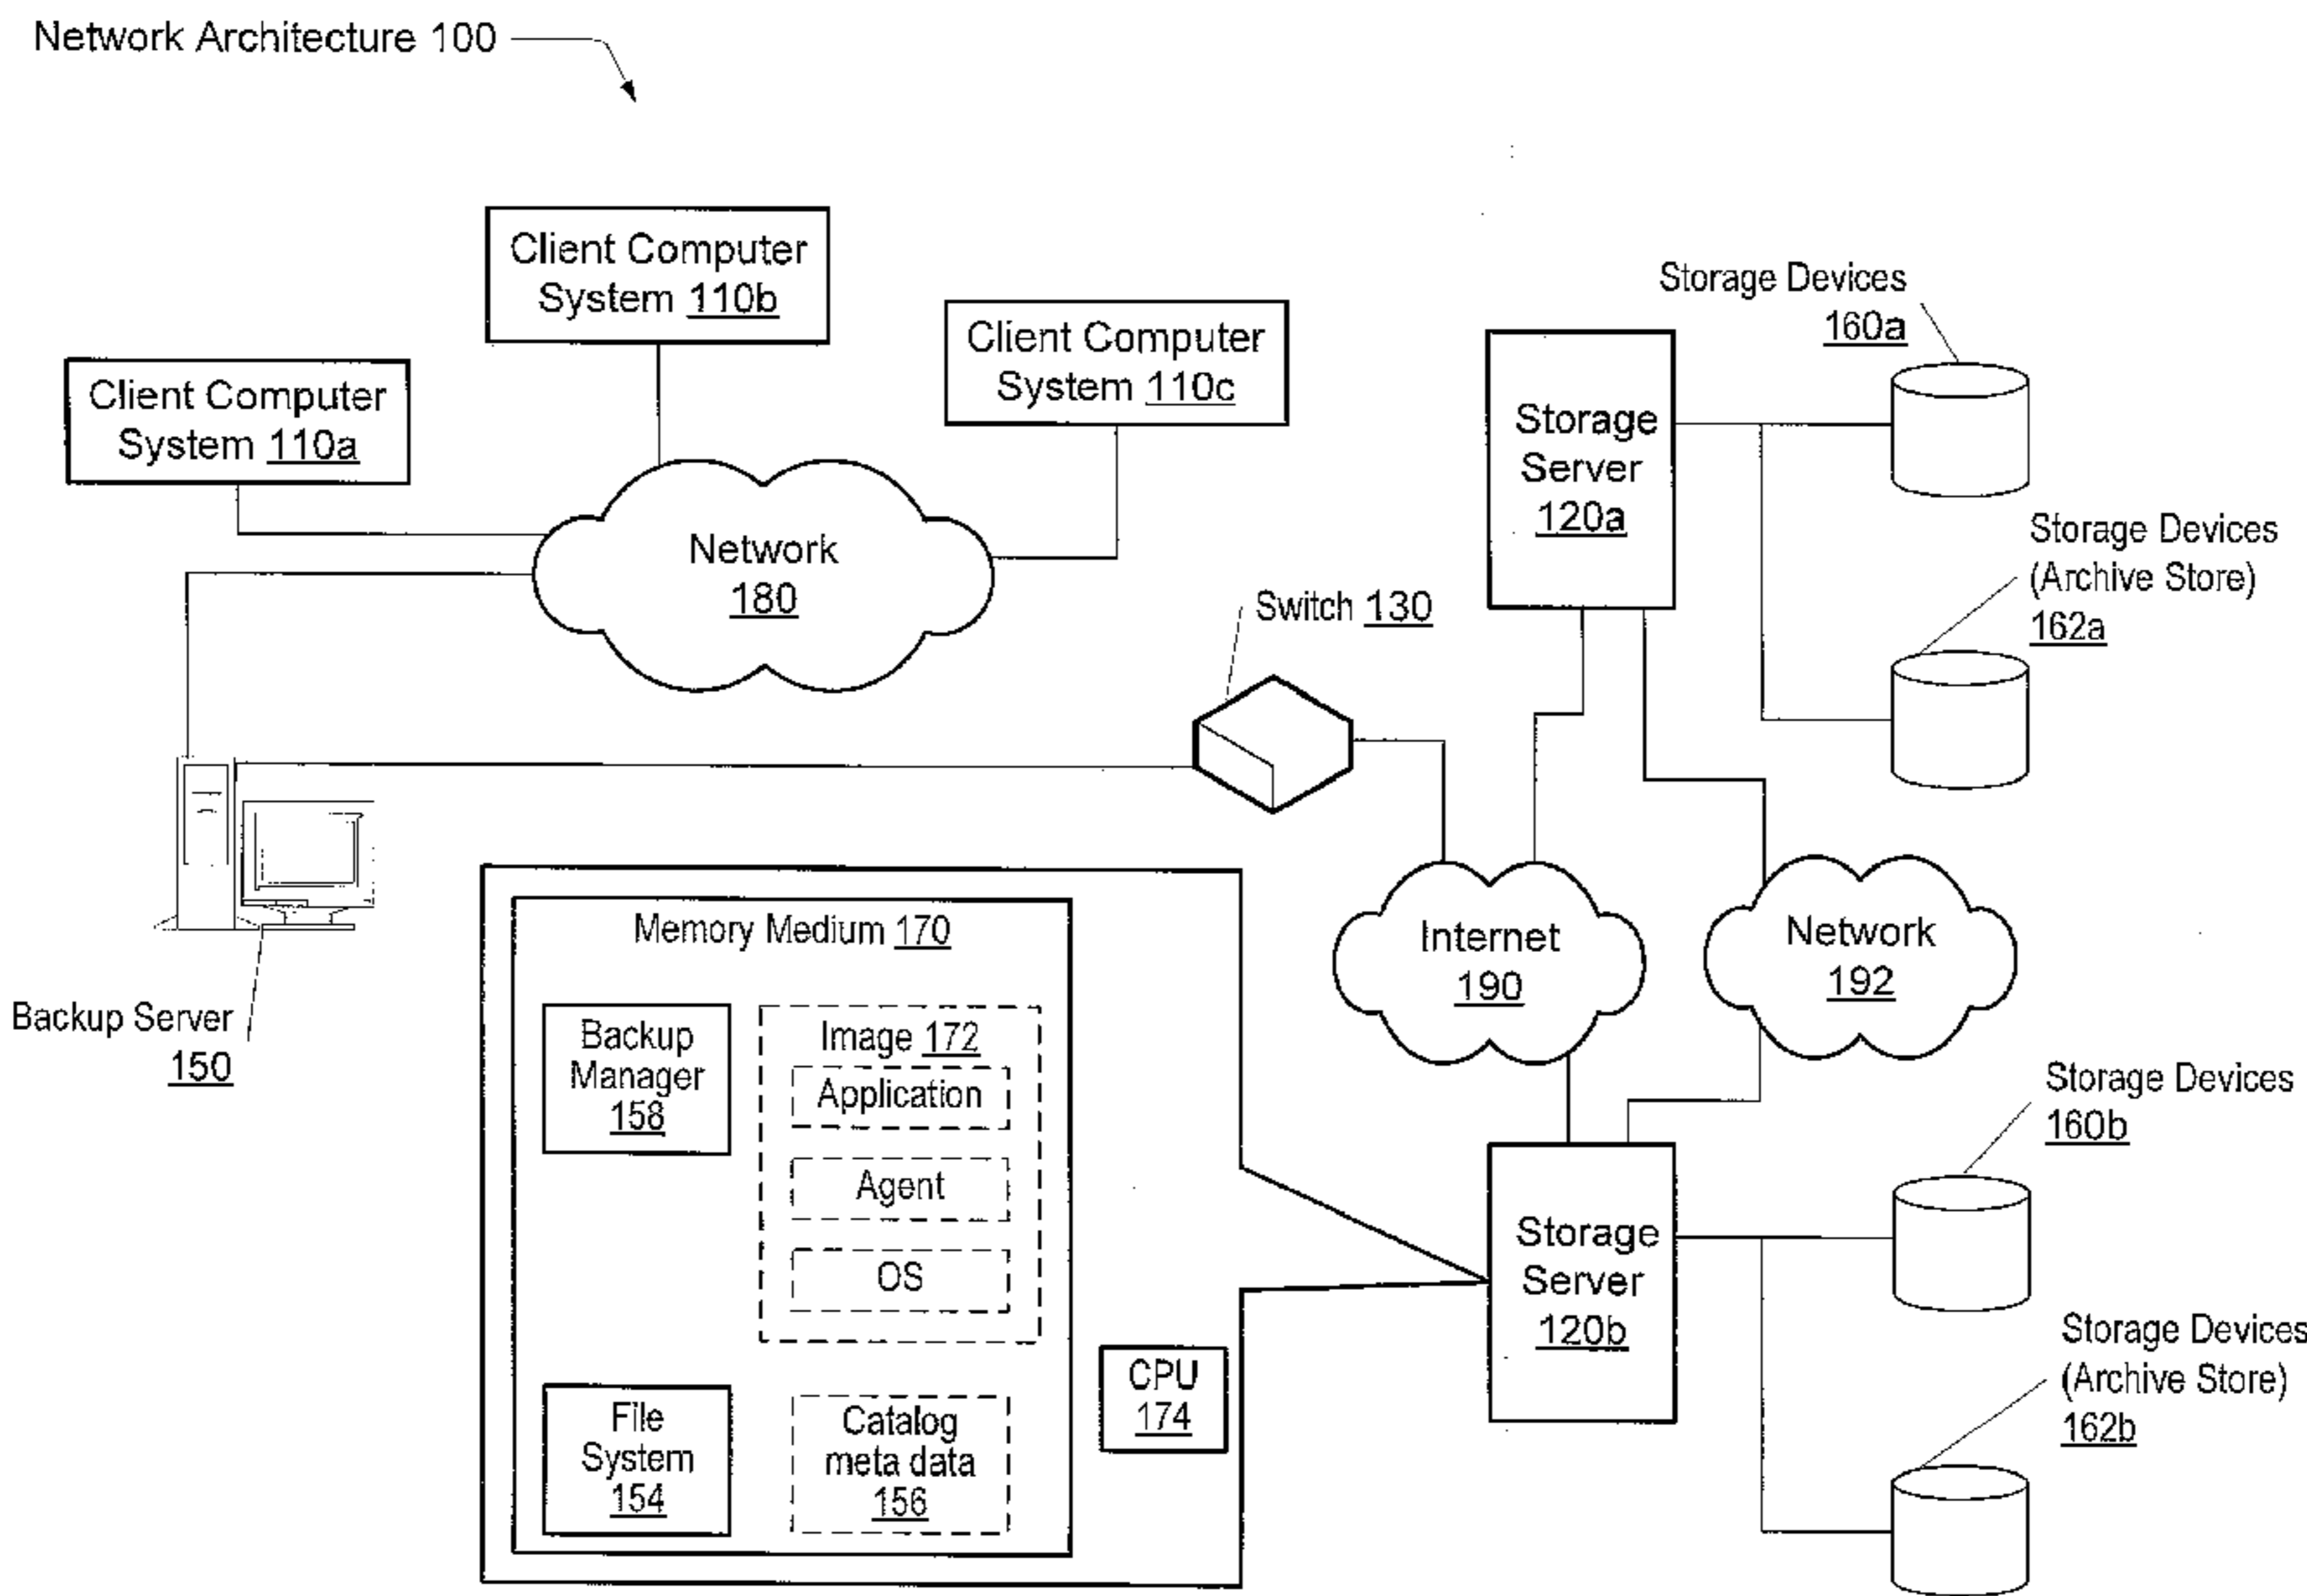 Network Architecture 100
Client Computer
System 110b
Client Computer
System 110c
Client Computer
System 110a
Network
180
Switch 130
Storage
Server
120a
Storage Devices
160a
Storage Devices
(Archive Store)
162a
Backup Server
150
Memory Medium 170
Backup
Manager
158
Image 172
Application
Agent
OS
File
System
154
Catalog
meta data
156
CPU
174
Internet
190
Network
192
Storage
Server
120b
Storage Devices
160b
Storage Devices
(Archive Store)
162b